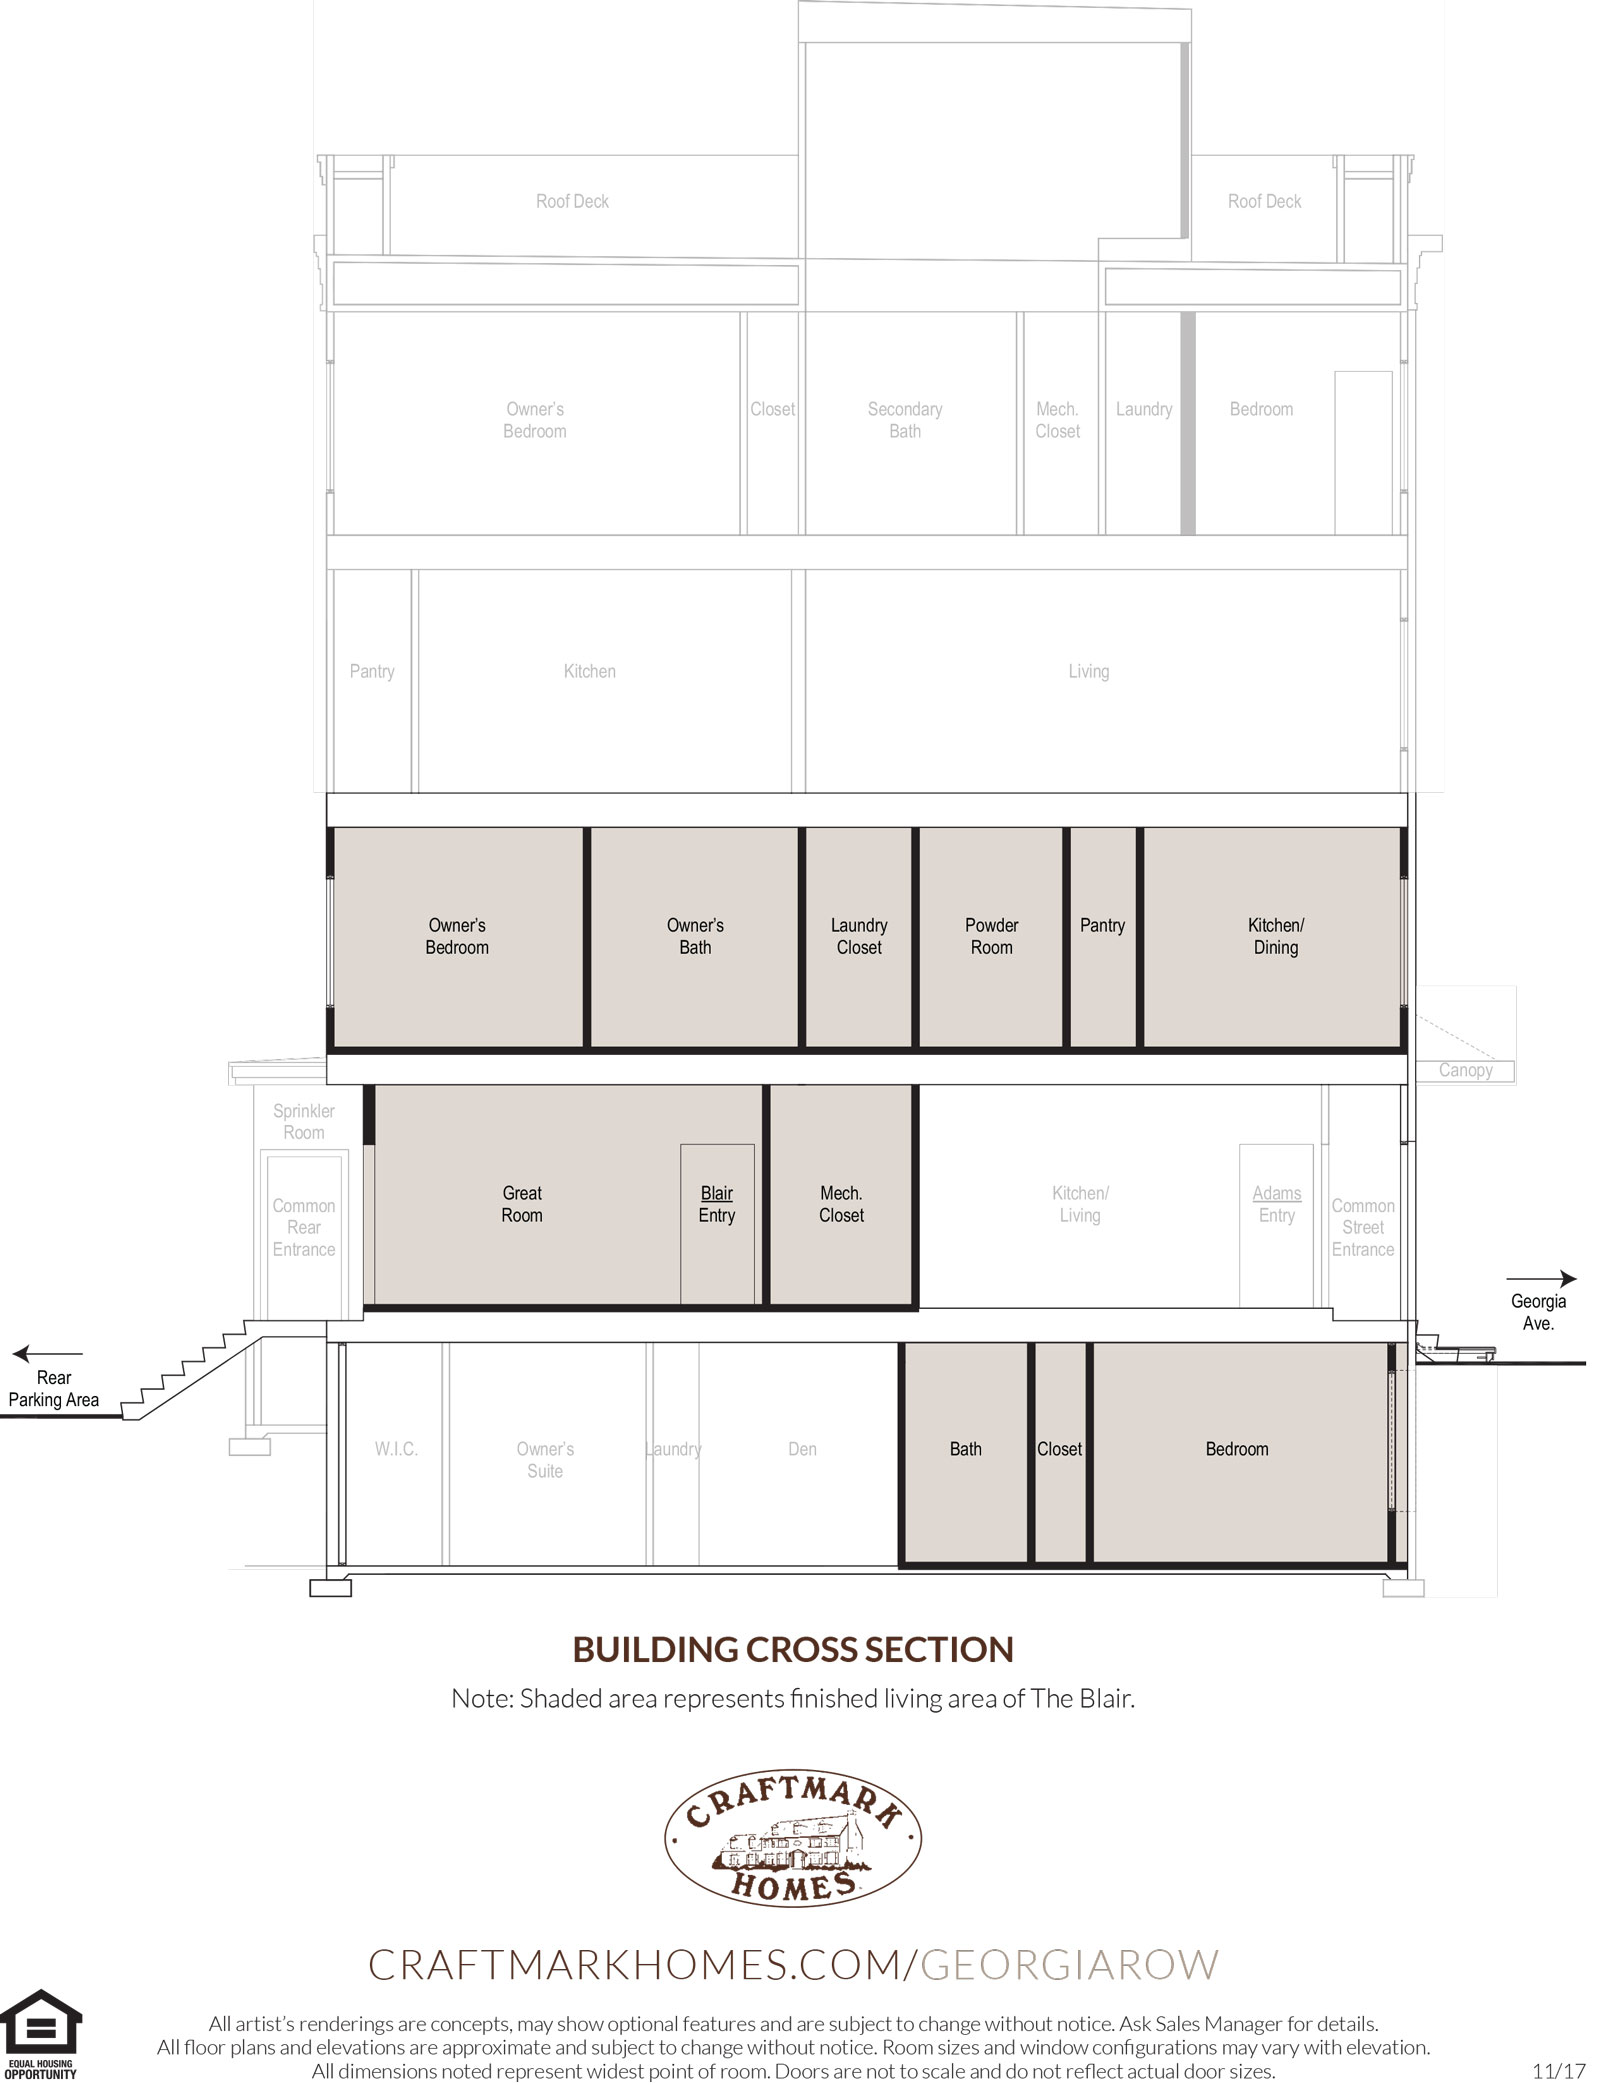 Roof Deck
Roof Deck
Owner's
Bedroom
Closet
Secondary
Bath
Mech.
Closet
Laundry
Bedroom
Pantry
Kitchen
Living
Owner's
Bedroom
Owner's
Bath
Laundry
Closet
Powder
Room
Pantry
Kitchen/
Dining
Canopy
Sprinkler
Room
Common
Rear
Entrance
Great
Room
Blair
Entry
Mech.
Closet
Kitchen/
Living
Adams
Entry
Common
Street
Entrance
Georgia
Ave.
Rear
Parking Area
W.I.C.
Owner's
Suite
Laundry
Den
Bath
Closet
Bedroom
BUILDING CROSS SECTION
Note: Shaded area represents finished living area of The Blair.
CRAFTMARK
HOMES
CRAFTMARKHOMES.COM/GEORGIAROW
EQUAL HOUSING
OPPORTUNITY
All artist's renderings are concepts, may show optional features and are subject to change without notice. Ask Sales Manager for details.
All floor plans and elevations are approximate and subject to change without notice. Room sizes and window configurations may vary with elevation.
All dimensions noted represent widest point of room. Doors are not to scale and do not reflect actual door sizes.
11/17